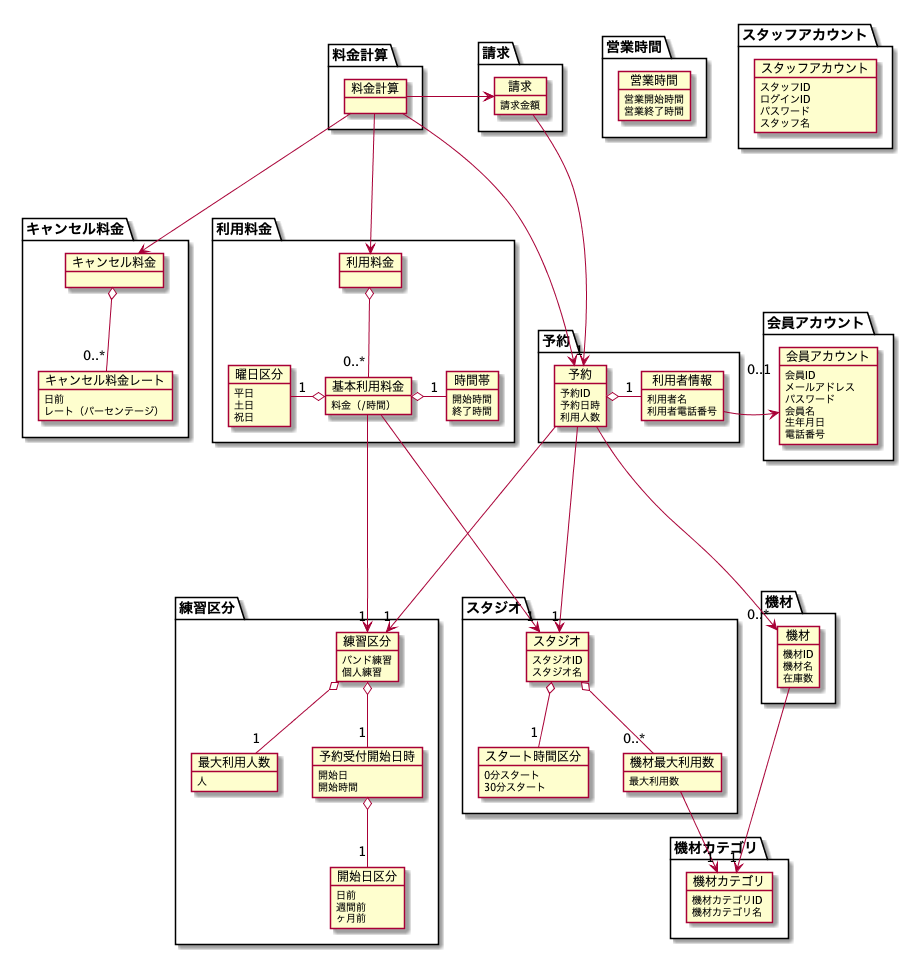 スタッフアカウント
スタッフアカウント
スタッフID
ログインID
パスワード
スタッフ名
営業時間
営業時間
営業開始時間
営業終了時間
請求
請求
請求金額
料金計算
料金計算
キャンセル料金
キャンセル料金
0..*
キャンセル料金レート
日前
レート（パーセンテージ）
利用料金
利用料金
0..*
曜日区分
平日
土日
祝日
1
基本利用料金
料金（/時間）
1
時間帯
開始時間
終了時間
予約
1
予約
予約ID
予約日時
利用人数
1
利用者情報
利用者名
利用者電話番号
会員アカウント
0..1
会員アカウント
会員ID
メールアドレス
パスワード
会員名
生年月日
電話番号
練習区分
1
1
練習区分
バンド練習
個人練習
1
最大利用人数
人
1
予約受付開始日時
開始日
開始時間
1
開始日区分
日前
週間前
ヶ月前
スタジオ
1
1
スタジオ
スタジオID
スタジオ名
1
スタート時間区分
0分スタート
30分スタート
0..*
機材最大利用数
最大利用数
機材
0..*
機材
機材ID
機材名
在庫数
機材カテゴリ
1
1
機材カテゴリ
機材カテゴリID
機材カテゴリ名